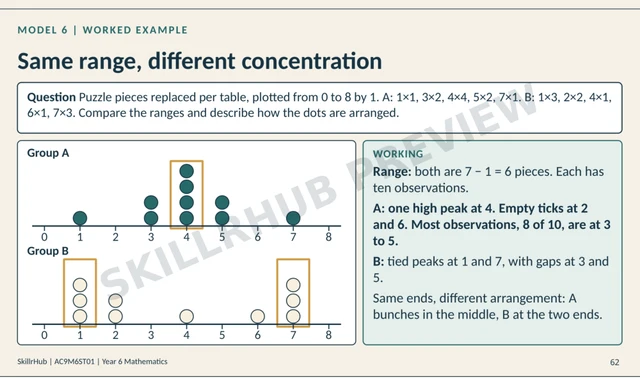 MODEL 6 | WORKED EXAMPLE
Same range, different concentration
Question Puzzle pieces replaced per table, plotted from 0 to 8 by 1. A: 1×1, 3×2, 4×4, 5×2, 7×1. B: 1×3, 2×2, 4×1,
6×1, 7×3. Compare the ranges and describe how the dots are arranged.
Group A
0 1 2 3 4 5 6 7 8
Group B
0 1 2 3 4 5 6 7 8
WORKING
Range: both are 7 − 1 = 6 pieces. Each has
ten observations.
A: one high peak at 4. Empty ticks at 2
and 6. Most observations, 8 of 10, are at 3
to 5.
B: tied peaks at 1 and 7, with gaps at 3 and
5.
Same ends, different arrangement: A
bunches in the middle, B at the two ends.
SKILLRHUB PREVIEW
SkillrHub | AC9M6ST01 | Year 6 Mathematics
62